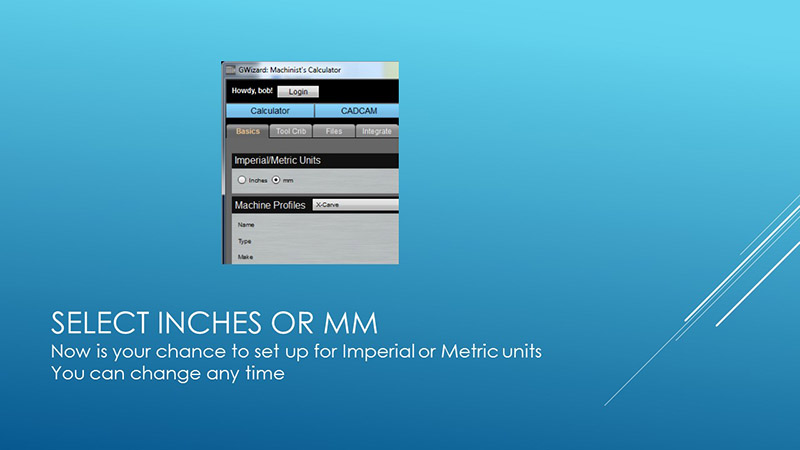 GWizard: Machinist's Calculator
Howdy, bob! Login
Calculator CADCAM
Basics Tool Crib Files Integrate
Imperial/Metric Units
Inches mm
Machine Profiles X-Carve
Name
Type
Make
SELECT INCHES OR MM
Now is your chance to set up for Imperial or Metric units
You can change any time